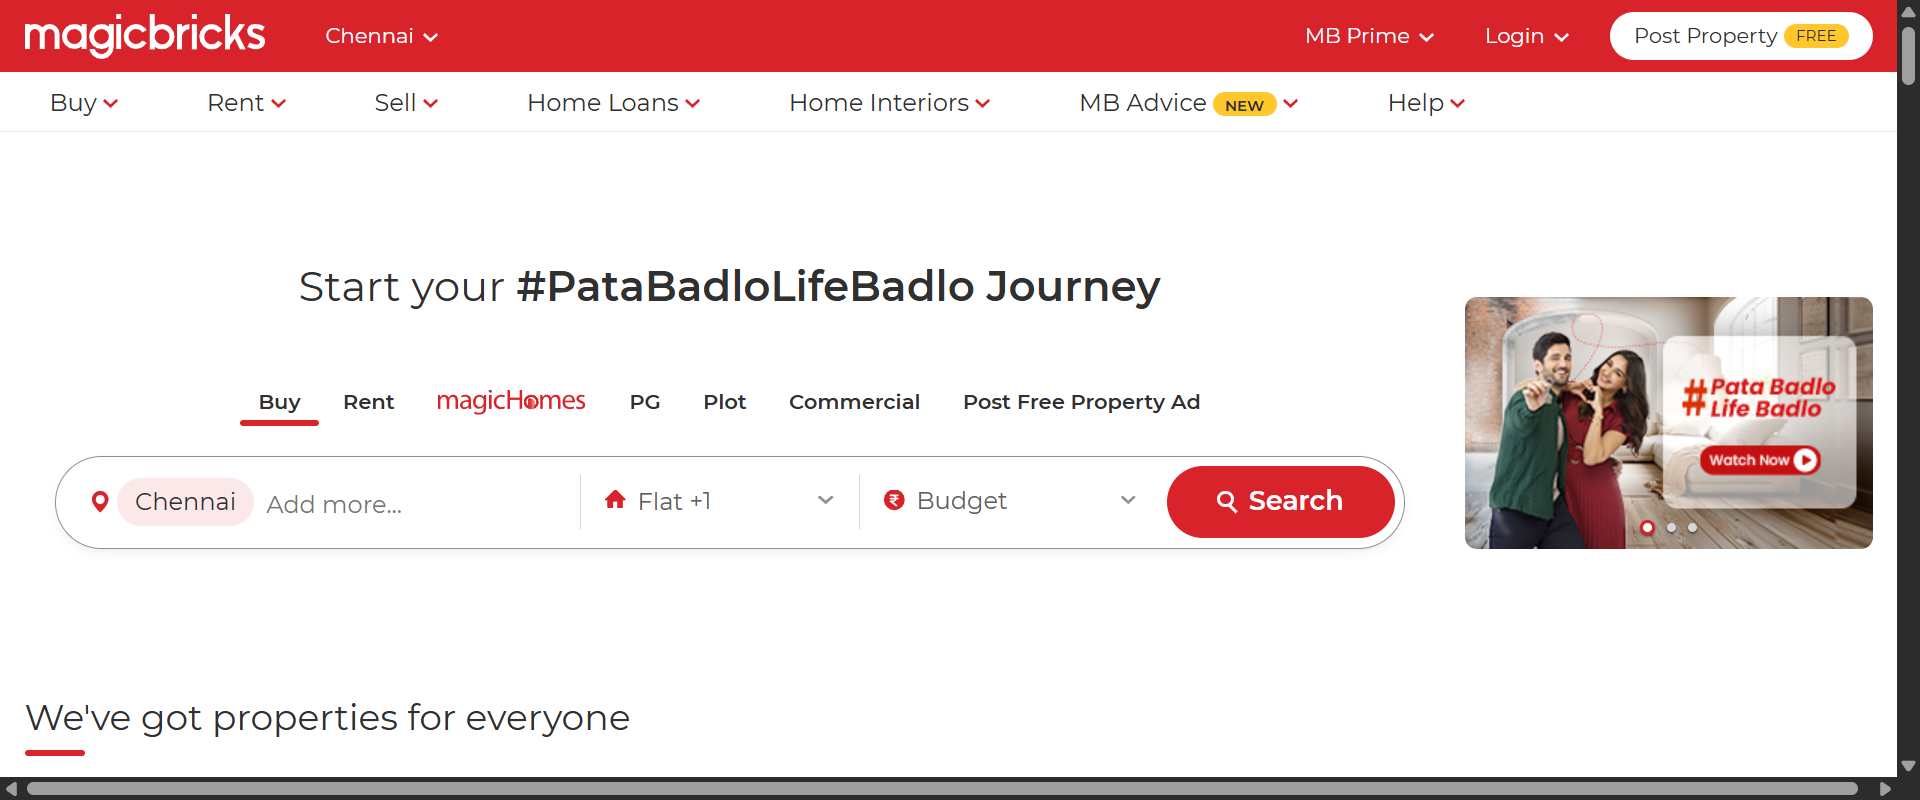 magicbricks Chennai MB Prime Login Post Property FREE
Buy Rent Sell Home Loans Home Interiors MB Advice NEW Help
Start your #PataBadloLifeBadlo Journey
Buy Rent magicHomes PG Plot Commercial Post Free Property Ad
Chennai Add more... Flat +1 Budget Search
#Pata Badlo
Life Badlo
Watch Now
We've got properties for everyone